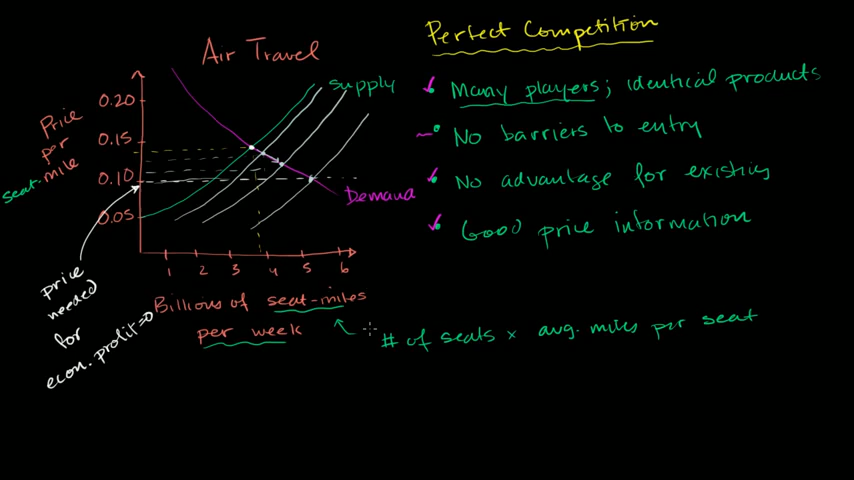 Air Travel
Price
per
seat-mile
0.20
0.15
0.10
0.05
supply
Demand
1 2 3 4 5 6
Billions of seat-miles
per week
price
needed
for
econ. profit=0
Perfect Competition
• Many players; identical products
• No barriers to entry
• No advantage for existing
• Good price information
# of seats × avg. miles per seat